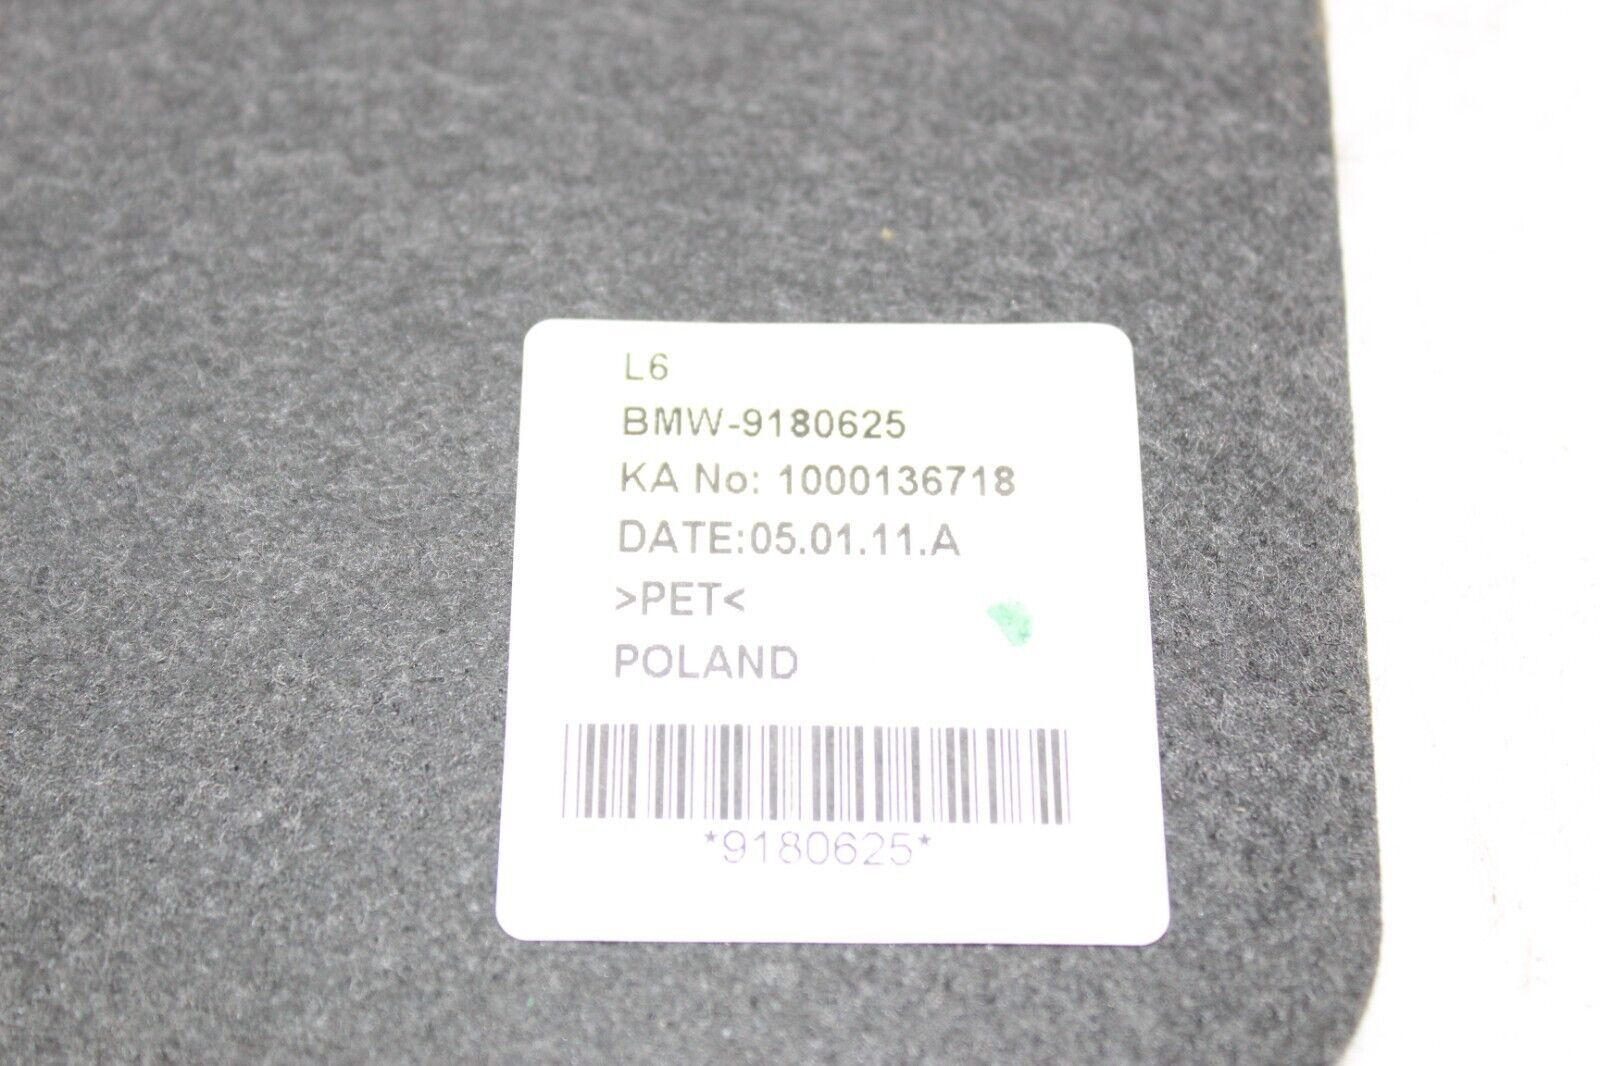 L6
BMW-9180625
KA No: 1000136718
DATE:05.01.11.A
>PET<
POLAND
*9180625*